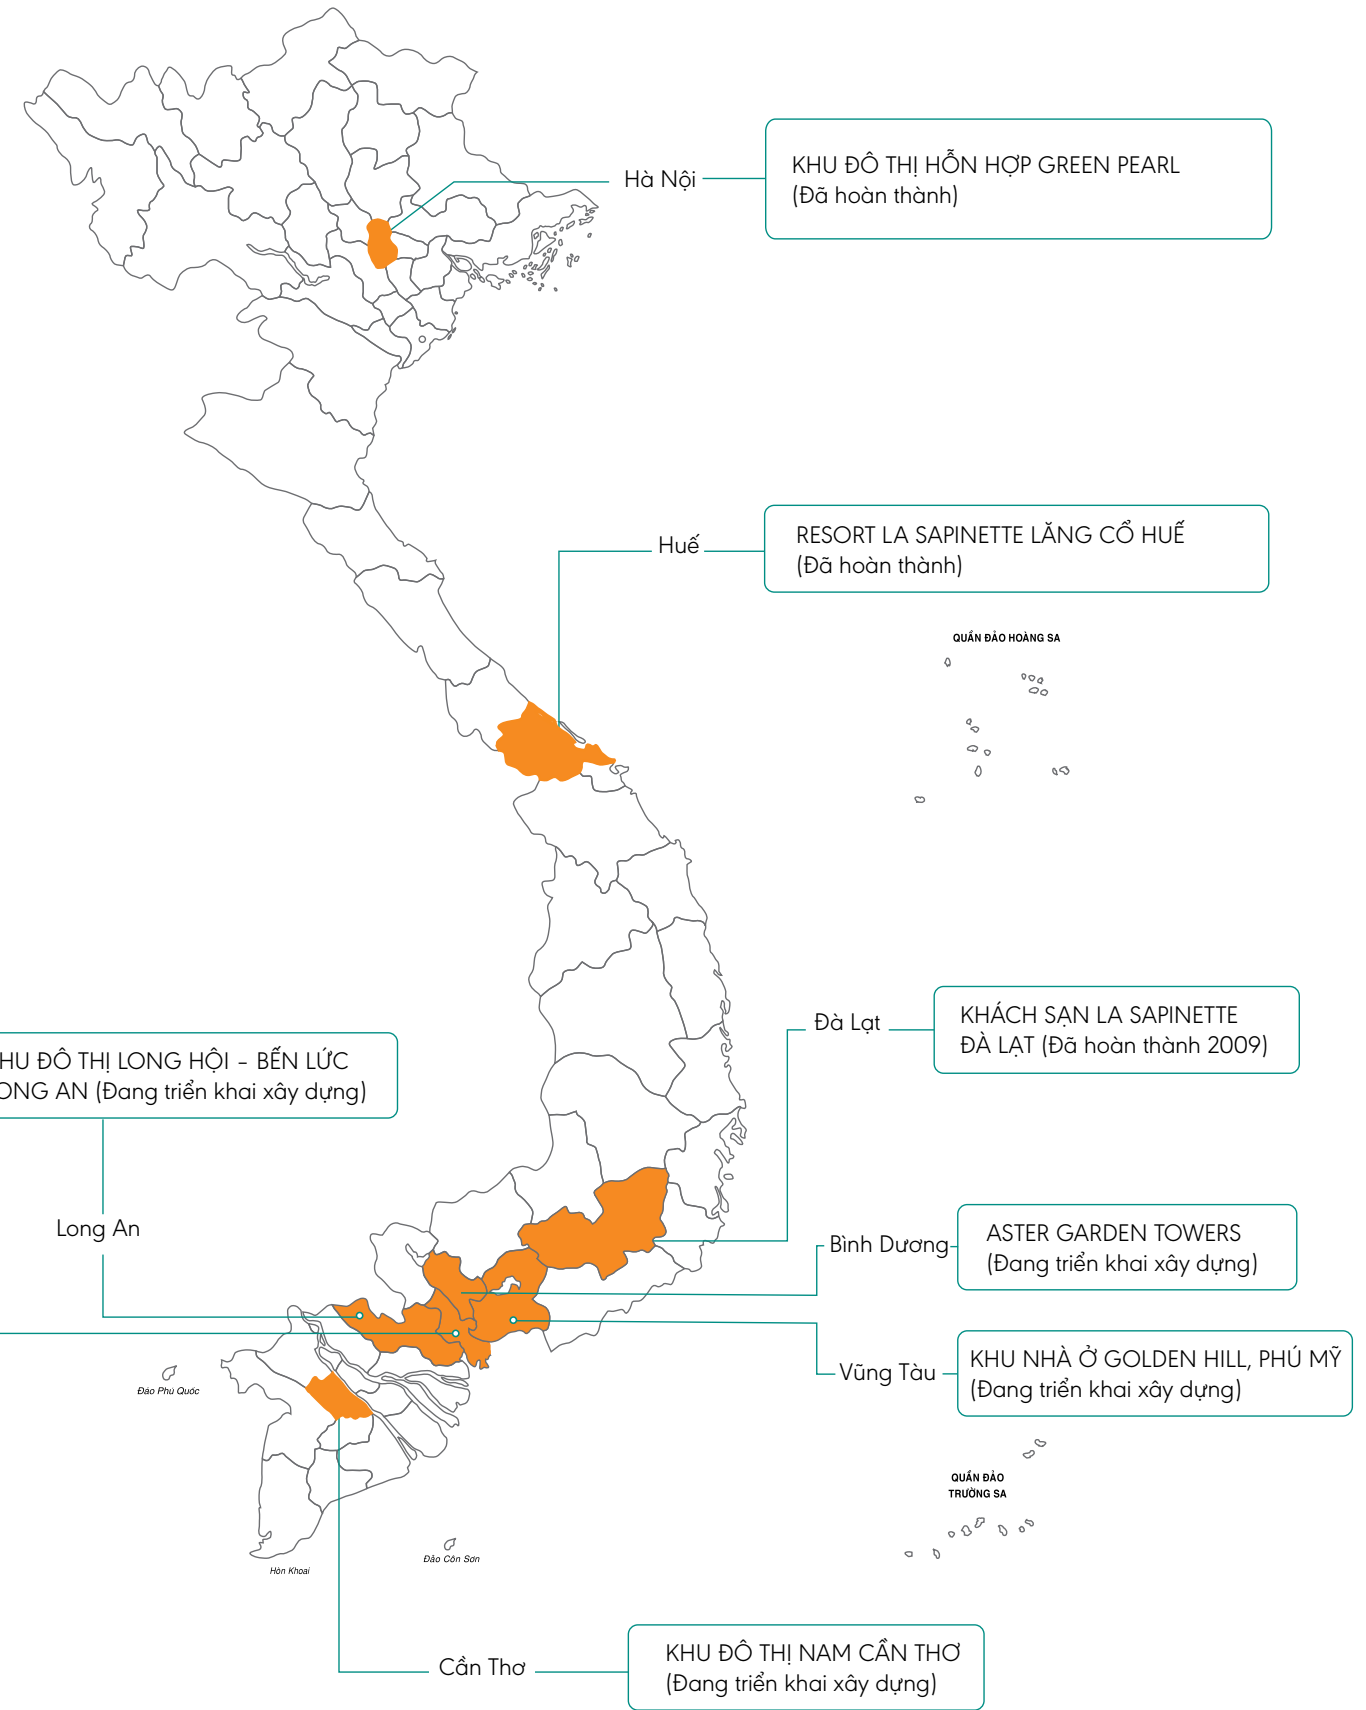 Hà Nội
KHU ĐÔ THỊ HỖN HỢP GREEN PEARL
(Đã hoàn thành)
Huế
RESORT LA SAPINETTE LĂNG CỔ HUẾ
(Đã hoàn thành)
QUẦN ĐẢO HOÀNG SA
Đà Lạt
KHÁCH SẠN LA SAPINETTE
ĐÀ LẠT (Đã hoàn thành 2009)
HU ĐÔ THỊ LONG HỘI – BẾN LỨC
ONG AN (Đang triển khai xây dựng)
Long An
Bình Dương
ASTER GARDEN TOWERS
(Đang triển khai xây dựng)
Vũng Tàu
KHU NHÀ Ở GOLDEN HILL, PHÚ MỸ
(Đang triển khai xây dựng)
Đảo Phú Quốc
QUẦN ĐẢO
TRƯỜNG SA
Đảo Côn Sơn
Hòn Khoai
Cần Thơ
KHU ĐÔ THỊ NAM CẦN THƠ
(Đang triển khai xây dựng)